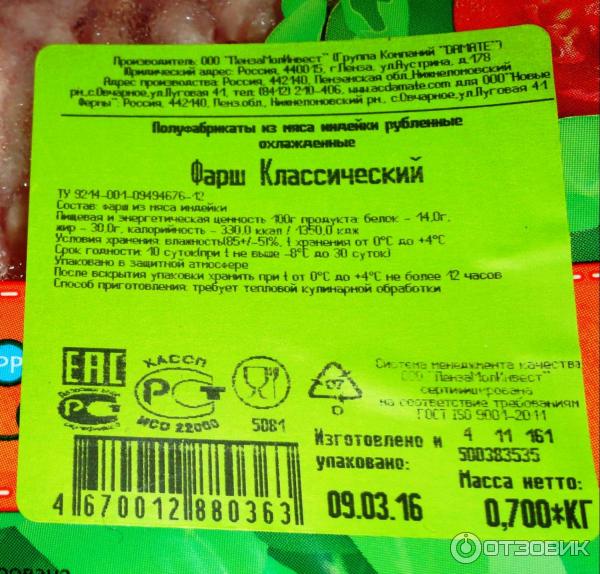 Производитель: ООО "ПензаМолИнвест" (Группа Компаний "DAMATE")
Юридический адрес: Россия, 440015, г.Пенза, ул.Аустрина, д.178
Адрес производства: Россия, 442140, Пензенская обл.,Нижнеломовский
рн.,с.Овчарное,ул.Луговая 41, тел: (8412) 210-406, www.acdamate.com для ООО"Новые
Фермы": Россия, 442140, Пенз.обл., Нижнеломовский рн., с.Овчарное,ул.Луговая 41
Полуфабрикаты из мяса индейки рубленные
охлажденные
Фарш Классический
ТУ 9214-001-09494676-12
Состав: фарш из мяса индейки
Пищевая и энергетическая ценность 100г продукта: белок - 14,0г,
жир - 30,0г, калорийность - 330,0 ккал / 1350,0 кдж
Условия хранения: влажность(85+/-5)%, t хранения от 0°С до +4°С
Срок годности: 10 суток(при t не выше -8°С до 30 суток)
Упаковано в защитной атмосфере
После вскрытия упаковки хранить при t от 0°С до +4°С не более 12 часов
Способ приготовления: требует тепловой кулинарной обработки
ЕАС
ХАССП
РСТ
ИСО 22000
5081
07
Система менеджмента качества
ООО "ПензаМолИнвест"
сертифицирована
на соответствие требованиям
ГОСТ ISO 9001-2011
Изготовлено и
упаковано:
09.03.16
4 11 161
500383535
Масса нетто:
0,700*КГ
4 670012 880363
ОТЗОВИК